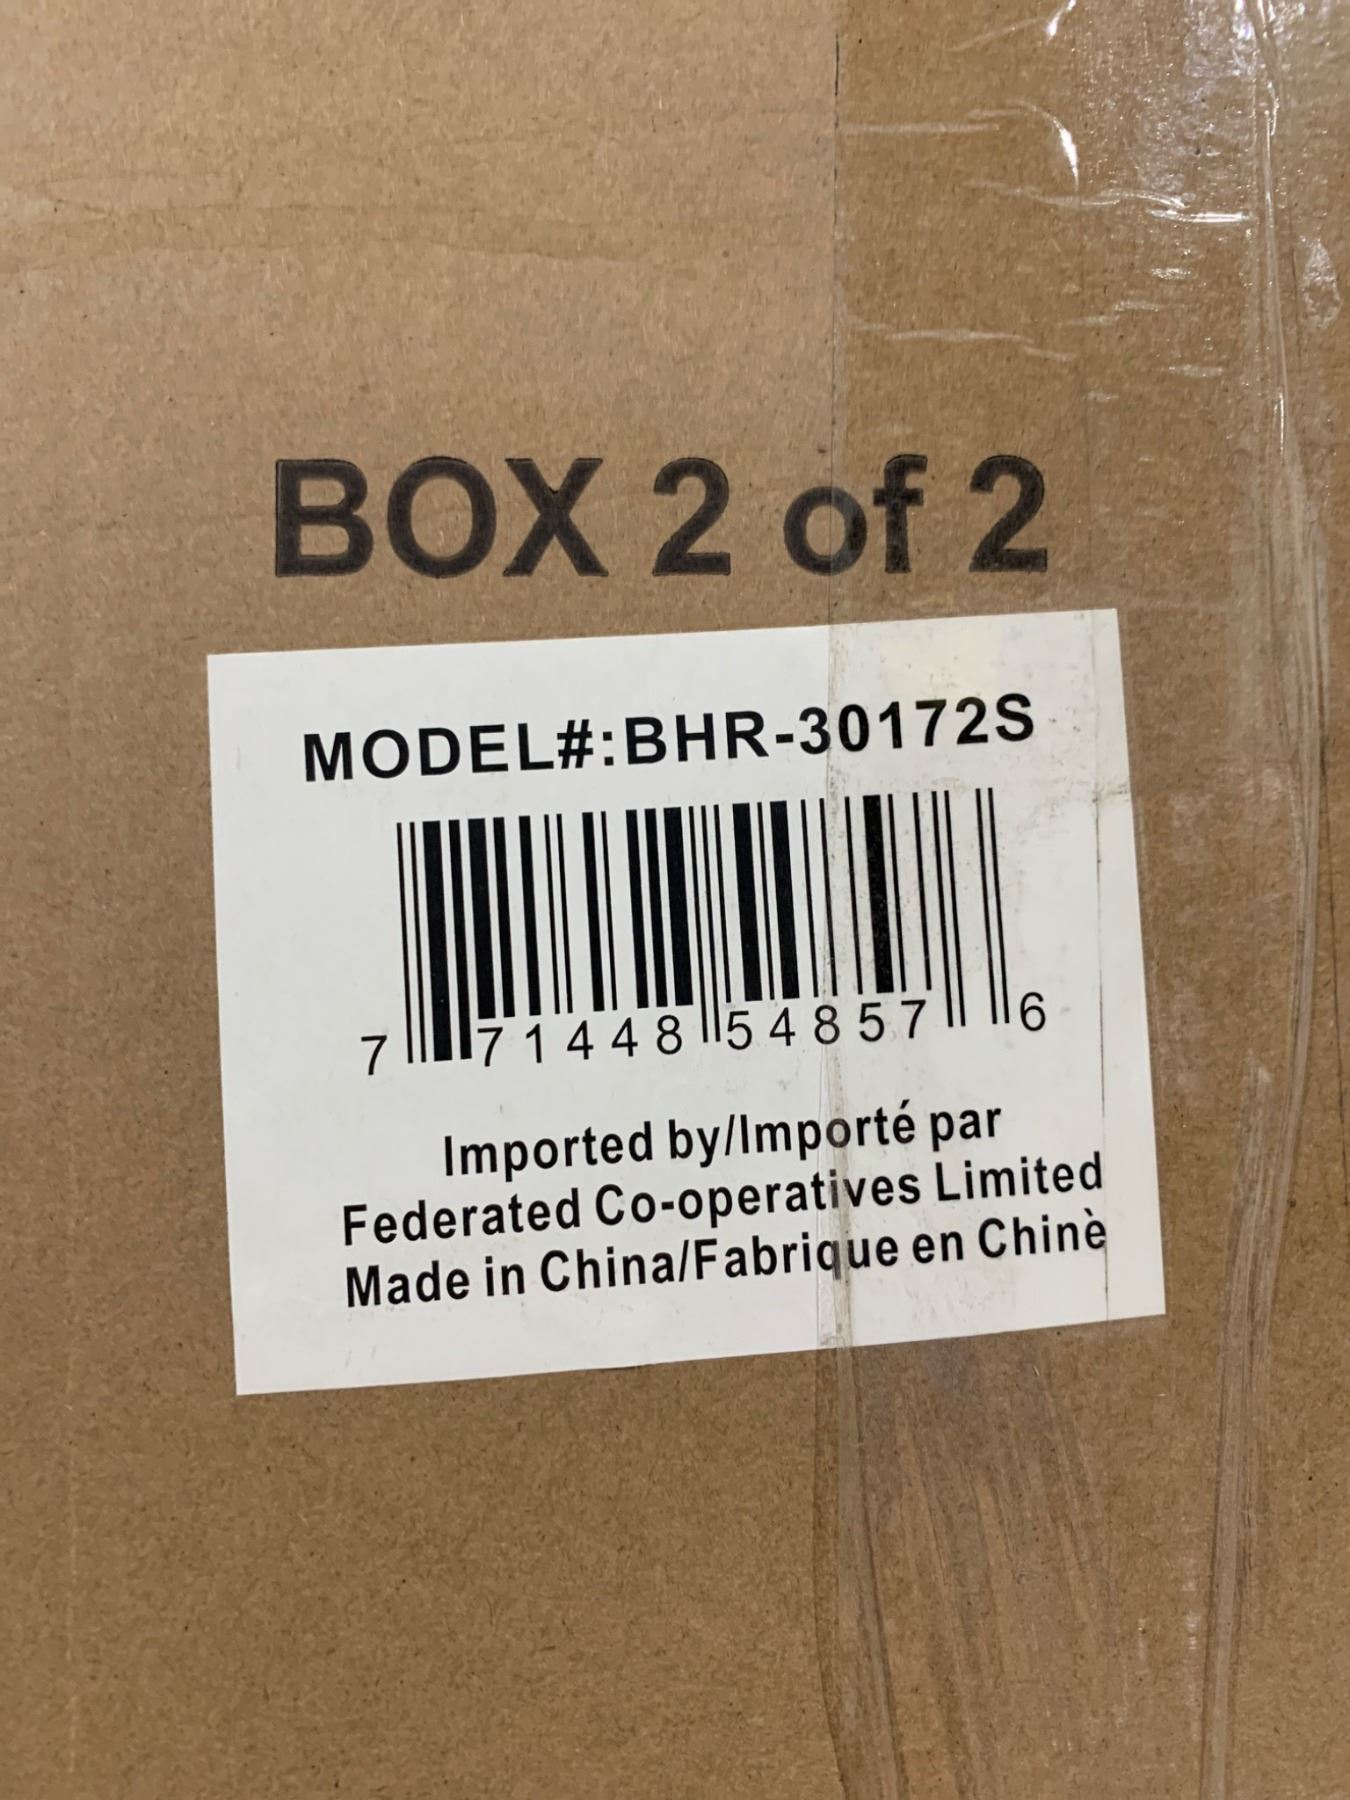 BOX 2 of 2
MODEL#:BHR-30172S
7 71448 54857 6
Imported by/Importé par
Federated Co-operatives Limited
Made in China/Fabrique en Chinè